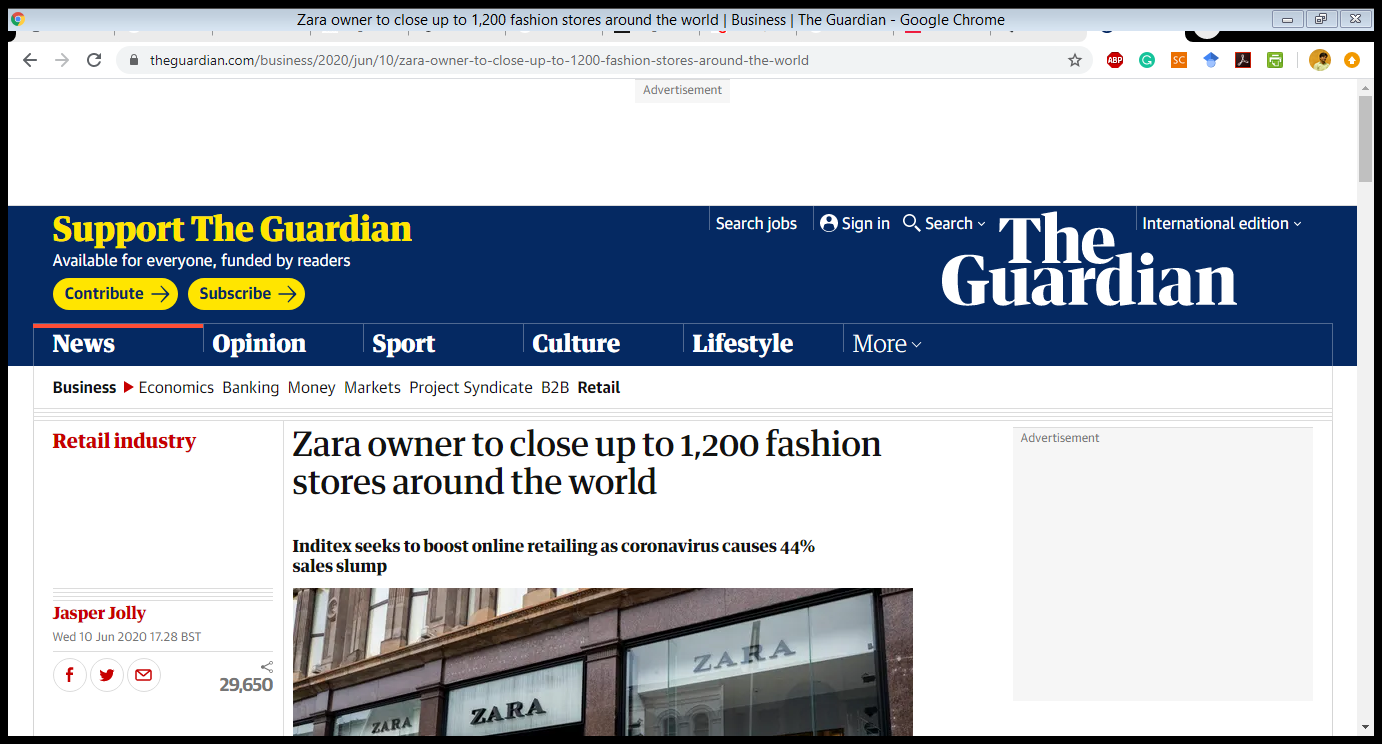 Zara owner to close up to 1,200 fashion stores around the world | Business | The Guardian - Google Chrome
theguardian.com/business/2020/jun/10/zara-owner-to-close-up-to-1200-fashion-stores-around-the-world
ABP
SC
Advertisement
Support The Guardian
Available for everyone, funded by readers
Contribute
Subscribe
Search jobs
Sign in
Search
International edition
The
Guardian
News
Opinion
Sport
Culture
Lifestyle
More
Business Economics Banking Money Markets Project Syndicate B2B Retail
Retail industry
Zara owner to close up to 1,200 fashion
stores around the world
Advertisement
Inditex seeks to boost online retailing as coronavirus causes 44%
sales slump
Jasper Jolly
Wed 10 Jun 2020 17.28 BST
29,650
ZARA
ZARA
ZARA